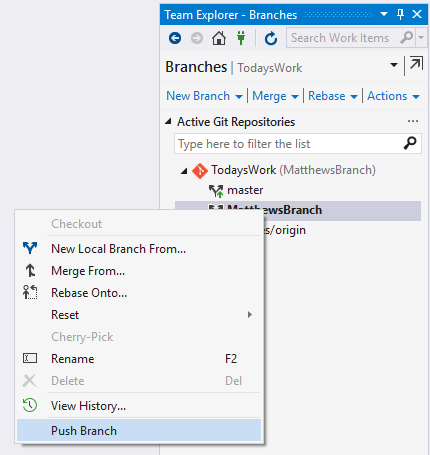 Team Explorer - Branches
Search Work Items
Branches | TodaysWork
New Branch Merge Rebase Actions
Active Git Repositories ...
Type here to filter the list
TodaysWork (MatthewsBranch)
master
MatthewsBranch
es/origin
Checkout
New Local Branch From...
Merge From...
Rebase Onto...
Reset
Cherry-Pick
Rename F2
Delete Del
View History...
Push Branch